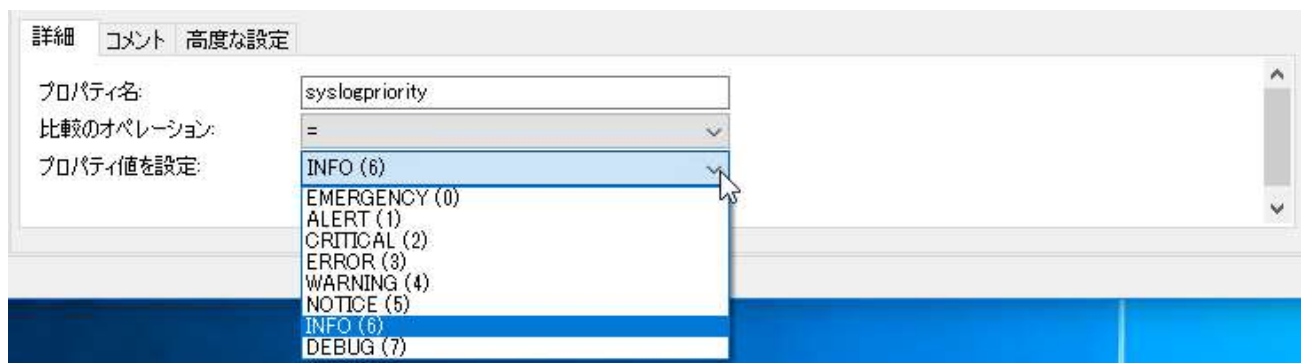 詳細 コメント 高度な設定
プロパティ名: syslogpriority
比較のオペレーション: =
プロパティ値を設定: INFO (6)
EMERGENCY (0)
ALERT (1)
CRITICAL (2)
ERROR (3)
WARNING (4)
NOTICE (5)
INFO (6)
DEBUG (7)